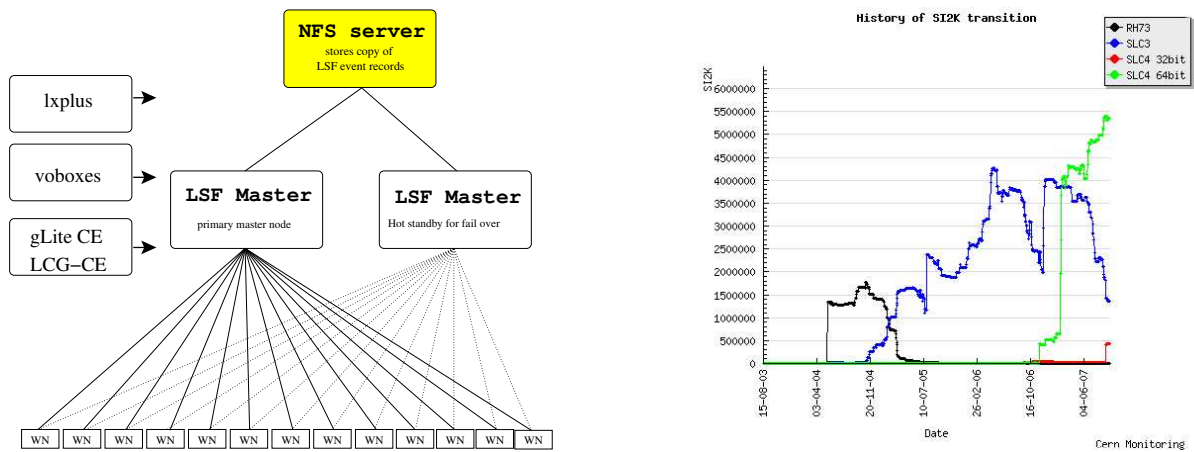 NFS server
stores copy of
LSF event records
lxplus
voboxes
gLite CE
LCG−CE
LSF Master
primary master node
LSF Master
Hot standby for fail over
WN WN WN WN WN WN WN WN WN WN WN WN WN
History of SI2K transition
RH73
SLC3
SLC4 32bit
SLC4 64bit
SI2K
6000000
5500000
5000000
4500000
4000000
3500000
3000000
2500000
2000000
1500000
1000000
500000
0
15-08-03
03-04-04
20-11-04
10-07-05
26-02-06
16-10-06
04-06-07
Date
Cern Monitoring